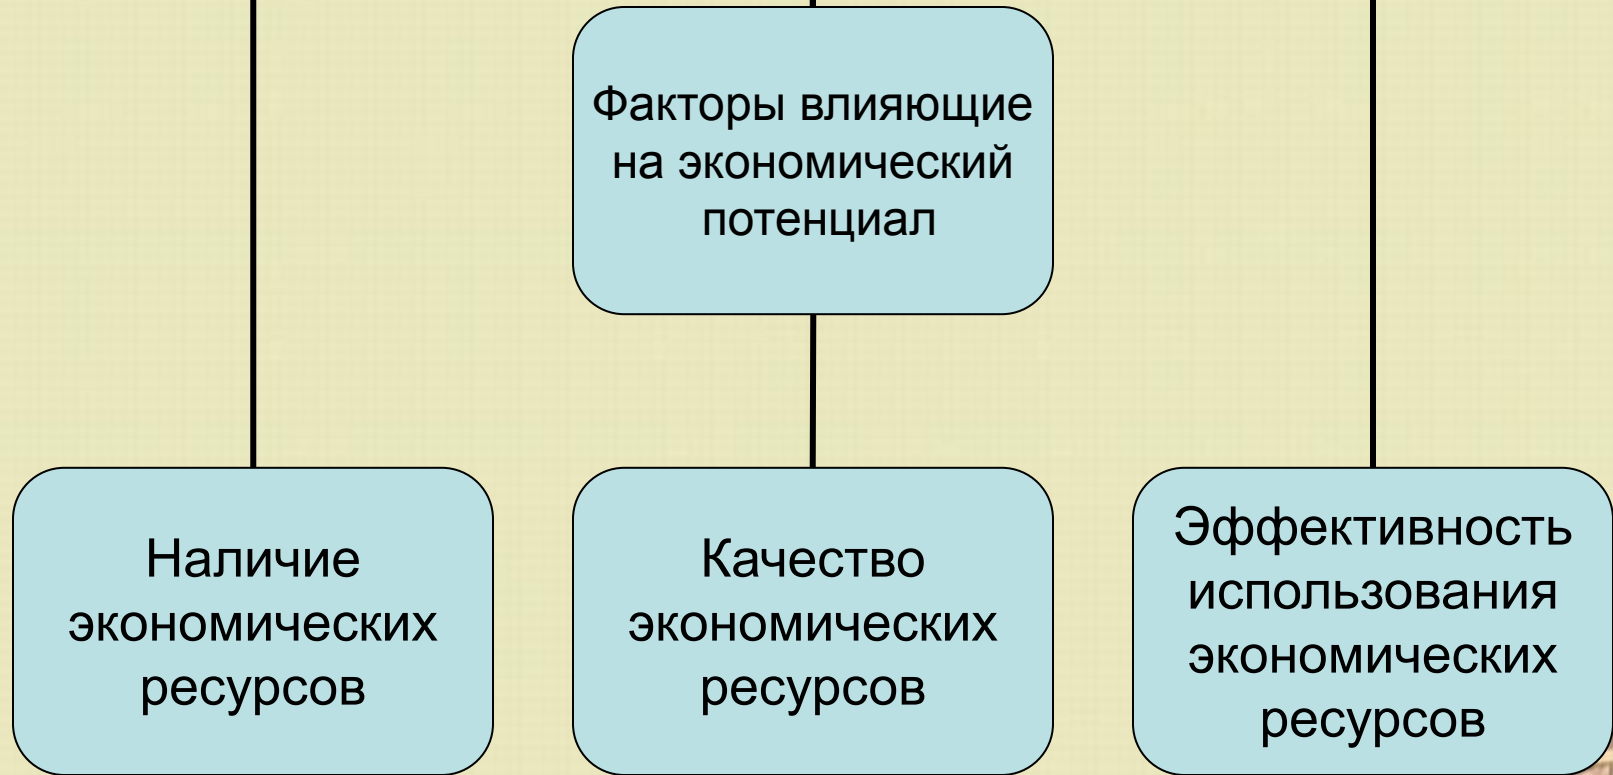 Факторы влияющие
на экономический
потенциал
Наличие
экономических
ресурсов
Качество
экономических
ресурсов
Эффективность
использования
экономических
ресурсов